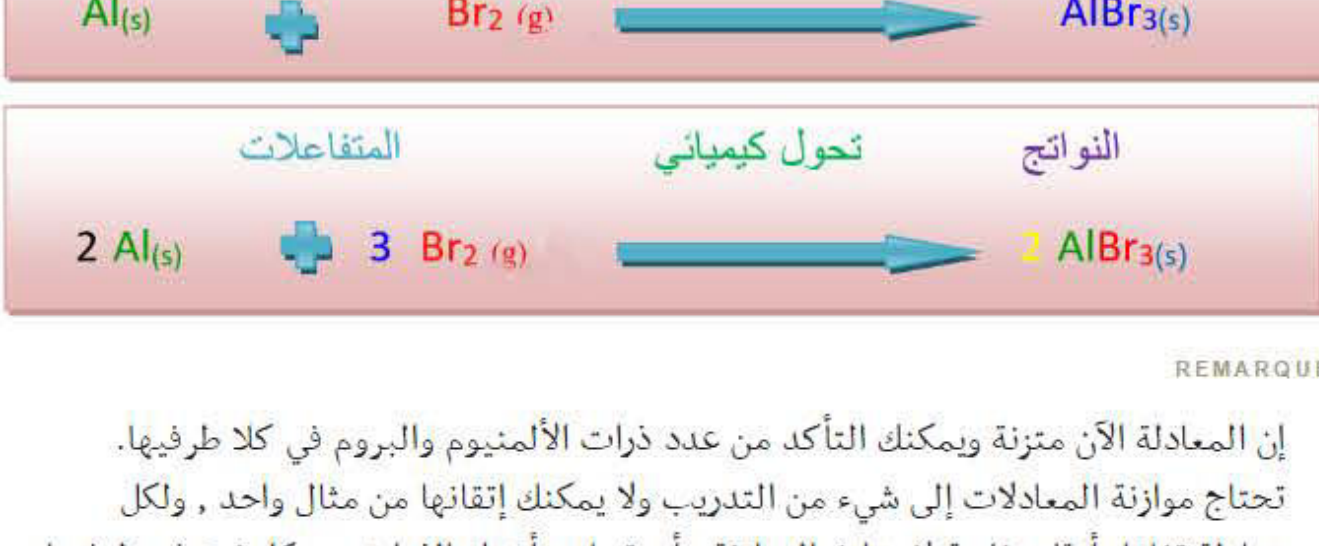 Al(s) + Br2 (g) AlBr3(s)
المتفاعلات تحول كيميائي النواتج
2 Al(s) + 3 Br2 (g) 2 AlBr3(s)
REMARQU
إن المعادلة الآن متزنة ويمكنك التأكد من عدد ذرات الألمنيوم والبروم في كلا طرفيها.
تحتاج موازنة المعادلات إلى شيء من التدريب ولا يمكنك إتقانها من مثال واحد , ولكل